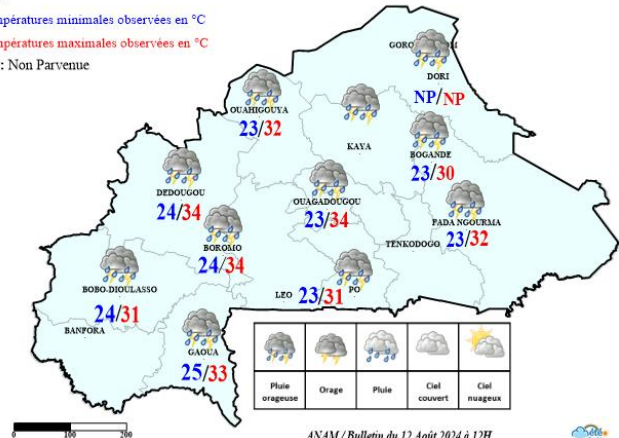 températures minimales observées en °C
températures maximales observées en °C
: Non Parvenue
DORI
NP/NP
OUAHIGOUYA
23/32
KAYA
BOGANDE
23/30
DEDOUGOU
24/34
OUAGADOUGOU
23/34
FADA NGOURMA
23/32
BOROMO
24/34
TENKODOGO
BOBO-DIOULASSO
24/31
LEO
PO
23/31
BANFORA
GAOUA
25/33
Pluie orageuse
Orage
Pluie
Ciel couvert
Ciel nuageux
0 100 200
ANAM / Bulletin du 12 Août 2024 à 12H